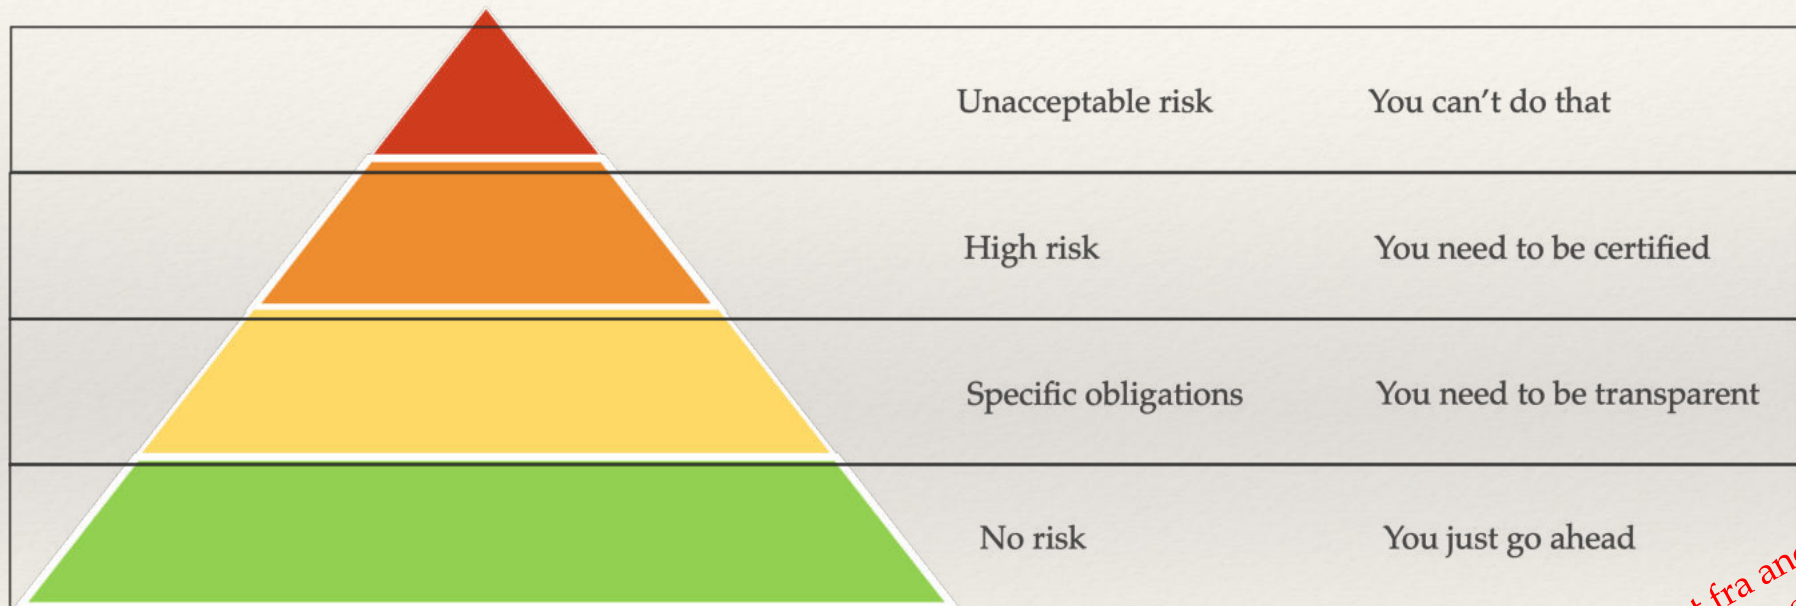 Unacceptable risk You can't do that
High risk You need to be certified
Specific obligations You need to be transparent
No risk You just go ahead
fra